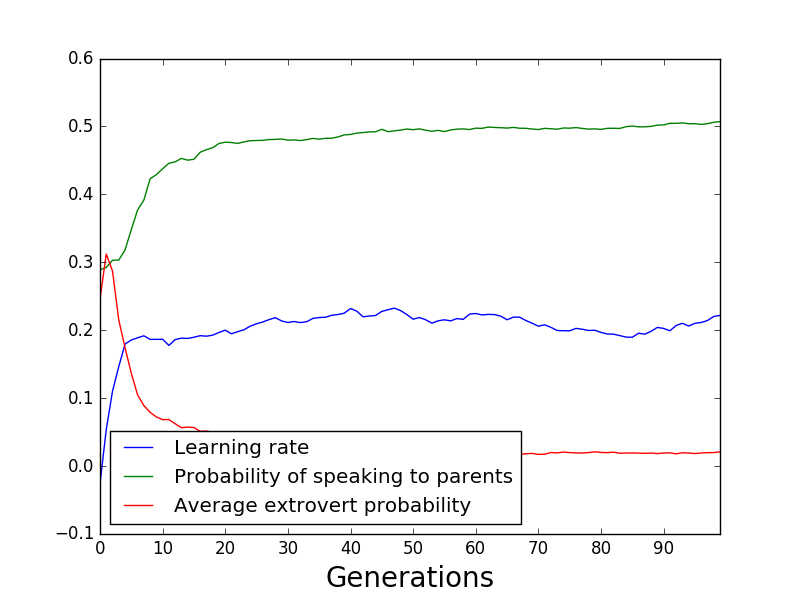 0.6
0.5
0.4
0.3
0.2
0.1
0.0
−0.1
Learning rate
Probability of speaking to parents
Average extrovert probability
0 10 20 30 40 50 60 70 80 90
Generations